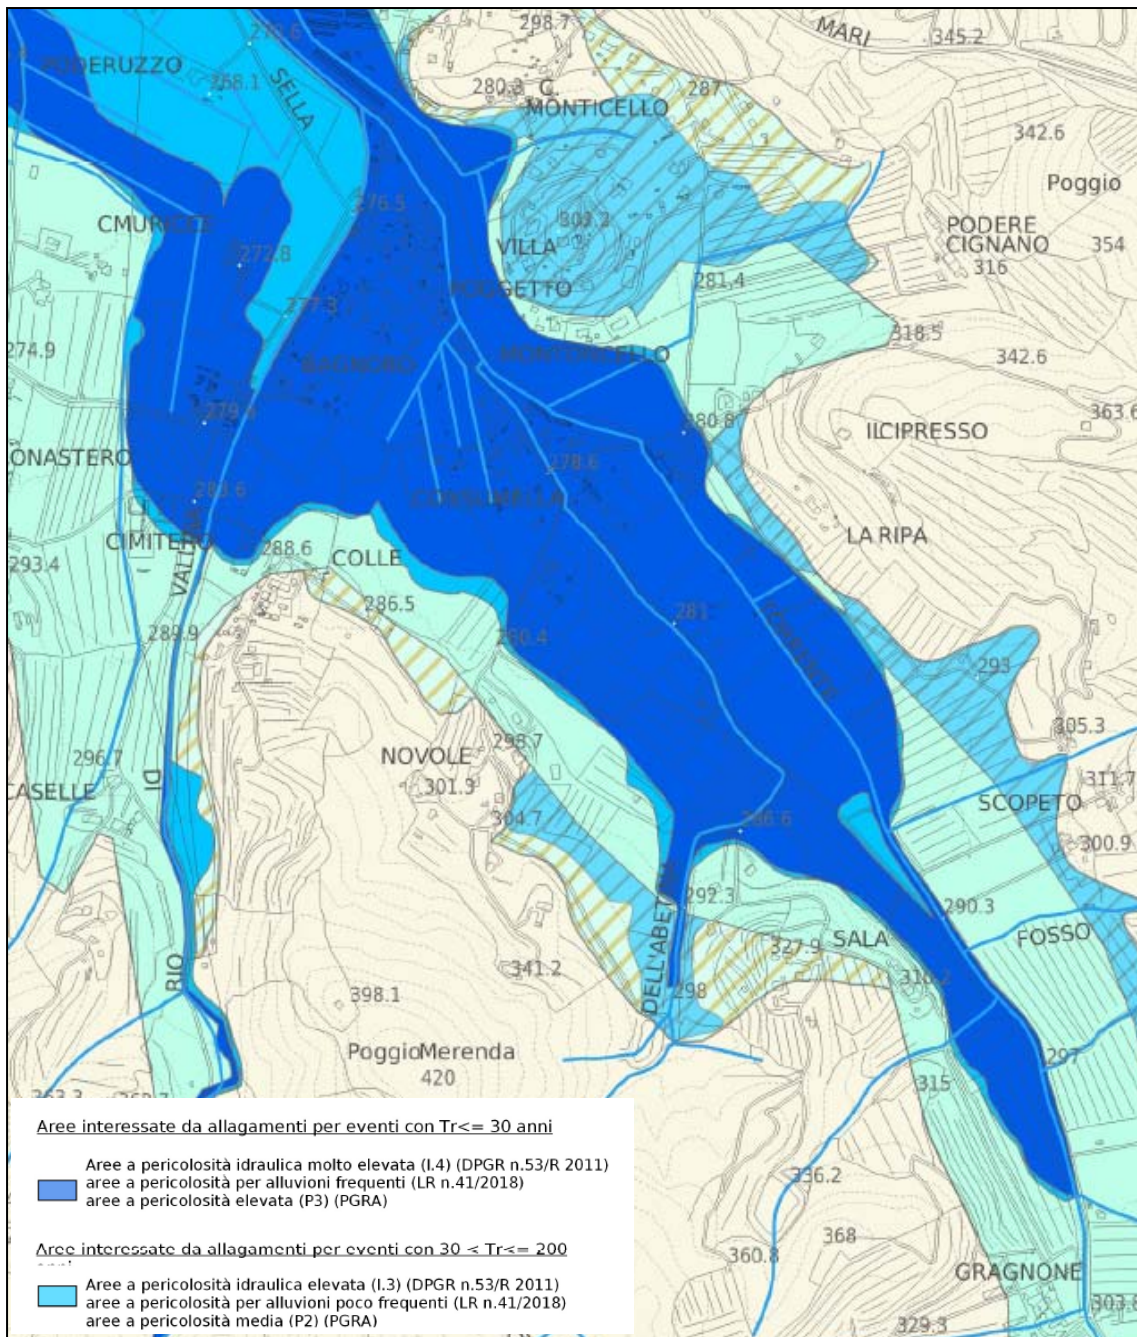 298.7
MARI
345.2
278.6
PODERUZZO
268.1
SELLA
280.3
C.
MONTICELLO
287
342.6
Poggio
CMURICCE
276.5
VILLA
PODERE
CIGNANO
316
354
272.8
POGGETTO
281.4
277.3
318.5
274.9
BAGNORO
MONTONCELLO
342.6
363.6
280.8
ILCIPRESSO
ONASTERO
278.6
283.6
CONSUMELLA
CIMITERO
VALTINA
288.6
COLLE
LA RIPA
293.4
286.5
281
289.9
280.4
293
305.3
296.7
NOVOLE
301.3
311.7
DI
CASELLE
SCOPETO
304.7
286.6
300.9
292.3
290.3
327.9
SALA
FOSSO
DELL'ABETINA
RIO
341.2
398.1
298
310.2
PoggioMerenda
420
297
315
336.2
368
360.8
GRAGNONE
303.8
329.3
Aree interessate da allagamenti per eventi con Tr<= 30 anni
Aree a pericolosità idraulica molto elevata (I.4) (DPGR n.53/R 2011)
aree a pericolosità per alluvioni frequenti (LR n.41/2018)
aree a pericolosità elevata (P3) (PGRA)
Aree interessate da allagamenti per eventi con 30 < Tr<= 200
Aree a pericolosità idraulica elevata (I.3) (DPGR n.53/R 2011)
aree a pericolosità per alluvioni poco frequenti (LR n.41/2018)
aree a pericolosità media (P2) (PGRA)